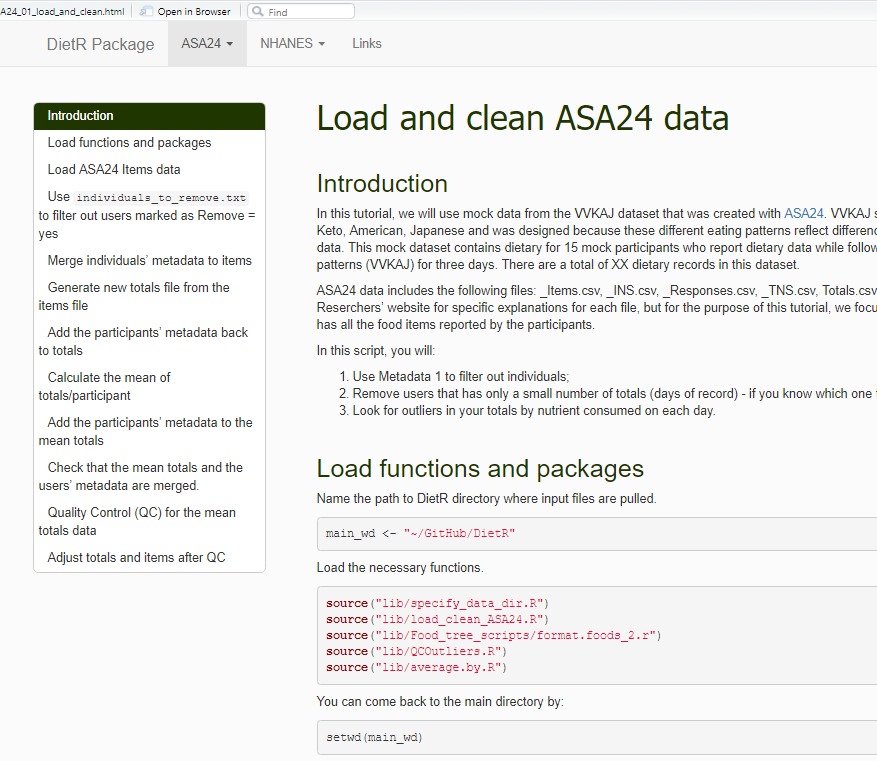 A24_01_load_and_clean.html Open in Browser Find
DietR Package ASA24 NHANES Links
Introduction
Load functions and packages
Load ASA24 Items data
Use individuals_to_remove.txt
to filter out users marked as Remove =
yes
Merge individuals’ metadata to items
Generene new totals file from the
items file
Add the participants’ metadata back
to totals
Calculate the mean of
totals/participant
Add the participants’ metadata to the
mean totals
Check that the mean totals and the
users’ metadata are merged.
Quality Control (QC) for the mean
totals data
Adjust totals and items after QC
Load and clean ASA24 data
Introduction
In this tutorial, we will use mock data from the VVKAJ dataset that was created with ASA24. VVKAJ s
Keto, American, Japanese and was designed because these different eating patterns reflect differenc
data. This mock dataset contains dietary for 15 mock participants who report dietary data while follow
patterns (VVKAJ) for three days. There are a total of XX dietary records in this dataset.
ASA24 data includes the following files: _Items.csv, _INS.csv, _Responses.csv, _TNS.csv, Totals.csv
Reserchers’ website for specific explanations for each file, but for the purpose of this tutorial, we focu
has all the food items reported by the participants.
In this script, you will:
1. Use Metadata 1 to filter out individuals;
2. Remove users that has only a small number of totals (days of record) - if you know which one
3. Look for outliers in your totals by nutrient consumed on each day.
Load functions and packages
Name the path to DietR directory where input files are pulled.
main_wd <- "~/GitHub/DietR"
Load the necessary functions.
source("lib/specify_data_dir.R")
source("lib/load_clean_ASA24.R")
source("lib/Food_tree_scripts/format.foods_2.r")
source("lib/QCOutliers.R")
source("lib/average.by.R")
You can come back to the main directory by:
setwd(main_wd)